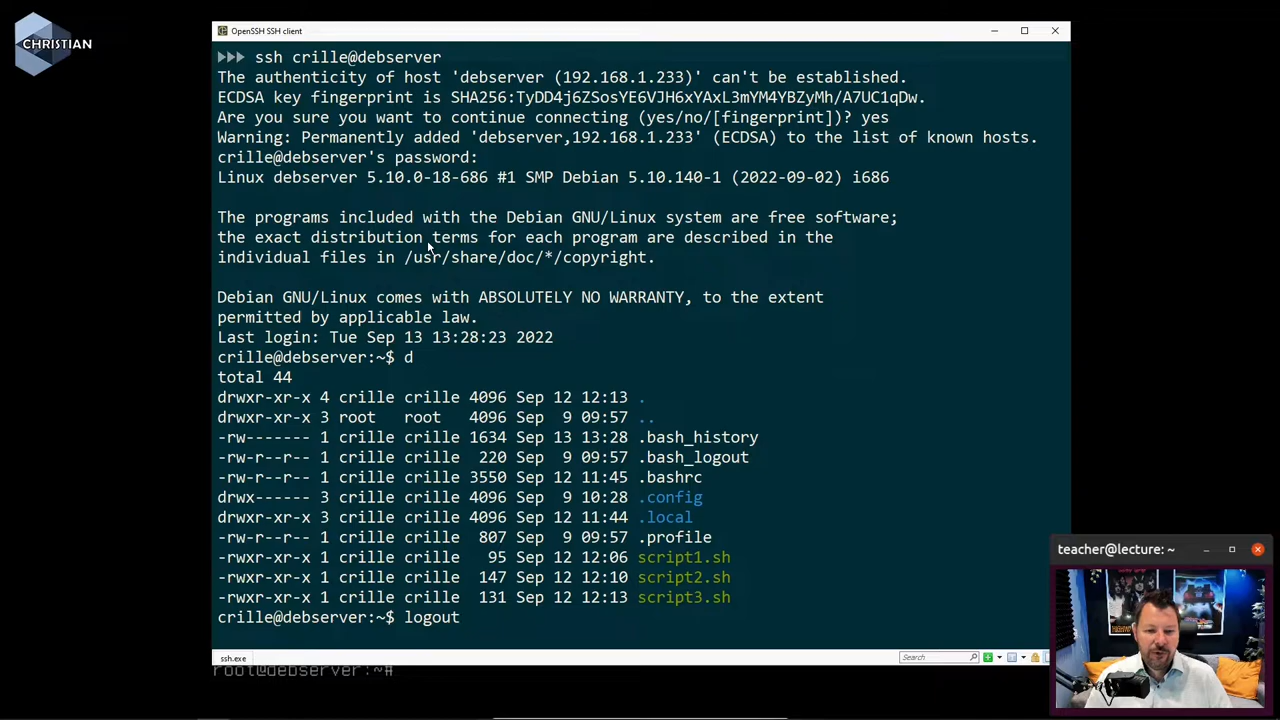 CHRISTIAN
OpenSSH SSH client
>>> ssh crille@debserver
The authenticity of host 'debserver (192.168.1.233)' can't be established.
ECDSA key fingerprint is SHA256:TyDD4j6ZSosYE6VJH6xYAxL3mYM4YBZyMh/A7UC1qDw.
Are you sure you want to continue connecting (yes/no/[fingerprint])? yes
Warning: Permanently added 'debserver,192.168.1.233' (ECDSA) to the list of known hosts.
crille@debserver's password:
Linux debserver 5.10.0-18-686 #1 SMP Debian 5.10.140-1 (2022-09-02) i686
The programs included with the Debian GNU/Linux system are free software;
the exact distribution terms for each program are described in the
individual files in /usr/share/doc/*/copyright.
Debian GNU/Linux comes with ABSOLUTELY NO WARRANTY, to the extent
permitted by applicable law.
Last login: Tue Sep 13 13:28:23 2022
crille@debserver:~$ d
total 44
drwxr-xr-x 4 crille crille 4096 Sep 12 12:13 .
drwxr-xr-x 3 root   root   4096 Sep  9 09:57 ..
-rw------- 1 crille crille 1634 Sep 13 13:28 .bash_history
-rw-r--r-- 1 crille crille  220 Sep  9 09:57 .bash_logout
-rw-r--r-- 1 crille crille 3550 Sep 12 11:45 .bashrc
drwx------ 3 crille crille 4096 Sep  9 10:28 .config
drwxr-xr-x 3 crille crille 4096 Sep 12 11:44 .local
-rw-r--r-- 1 crille crille  807 Sep  9 09:57 .profile
-rwxr-xr-x 1 crille crille   95 Sep 12 12:06 script1.sh
-rwxr-xr-x 1 crille crille  147 Sep 12 12:10 script2.sh
-rwxr-xr-x 1 crille crille  131 Sep 12 12:13 script3.sh
crille@debserver:~$ logout
ssh.exe
Search
root@debserver:~#
teacher@lecture: ~